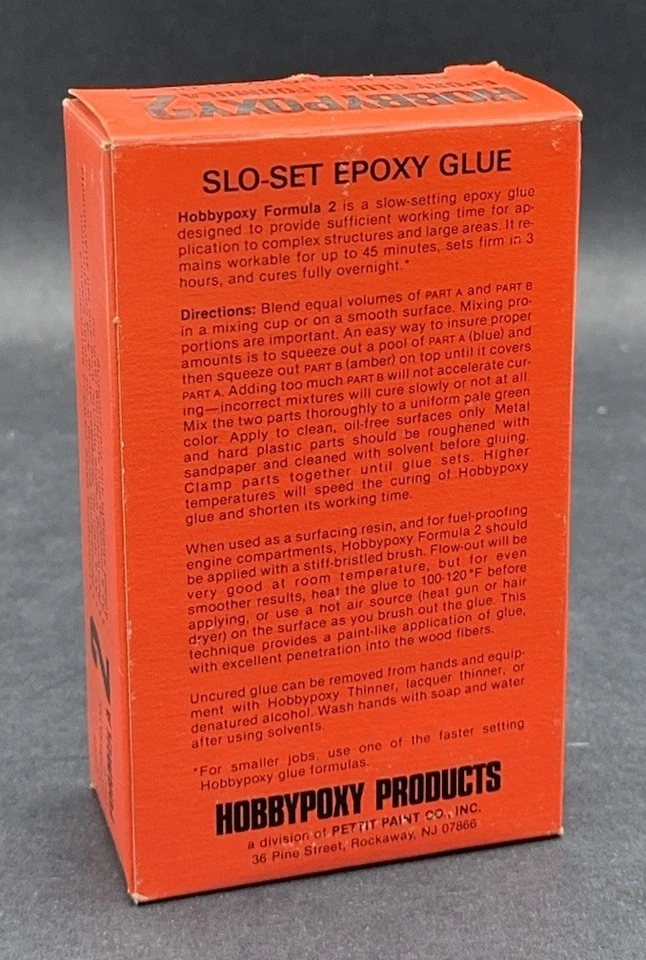 HOBBYPOXY 2
EPOXY GLUE FORMULA
SLO-SET EPOXY GLUE
Hobbypoxy Formula 2 is a slow-setting epoxy glue
designed to provide sufficient working time for ap-
plication to complex structures and large areas. It re-
mains workable for up to 45 minutes, sets firm in 3
hours, and cures fully overnight.*
Directions: Blend equal volumes of PART A and PART B
in a mixing cup or on a smooth surface. Mixing pro-
portions are important. An easy way to insure proper
amounts is to squeeze out a pool of PART A (blue) and
then squeeze out PART B (amber) on top until it covers
PART A. Adding too much PART B will not accelerate cur-
ing—incorrect mixtures will cure slowly or not at all.
Mix the two parts thoroughly to a uniform pale green
color. Apply to clean, oil-free surfaces only. Metal
and hard plastic parts should be roughened with
sandpaper and cleaned with solvent before gluing.
Clamp parts together until glue sets. Higher
temperatures will speed the curing of Hobbypoxy
glue and shorten its working time.
When used as a surfacing resin, and for fuel-proofing
engine compartments, Hobbypoxy Formula 2 should
be applied with a stiff-bristled brush. Flow-out will be
very good at room temperature, but for even
smoother results, heat the glue to 100-120°F before
applying, or use a hot air source (heat gun or hair
dryer) on the surface as you brush out the glue. This
technique provides a paint-like application of glue,
with excellent penetration into the wood fibers.
Uncured glue can be removed from hands and equip-
ment with Hobbypoxy Thinner, lacquer thinner, or
denatured alcohol. Wash hands with soap and water
after using solvents.
*For smaller jobs, use one of the faster setting
Hobbypoxy glue formulas.
HOBBYPOXY PRODUCTS
a division of PETTIT PAINT CO., INC.
36 Pine Street, Rockaway, NJ 07866
2